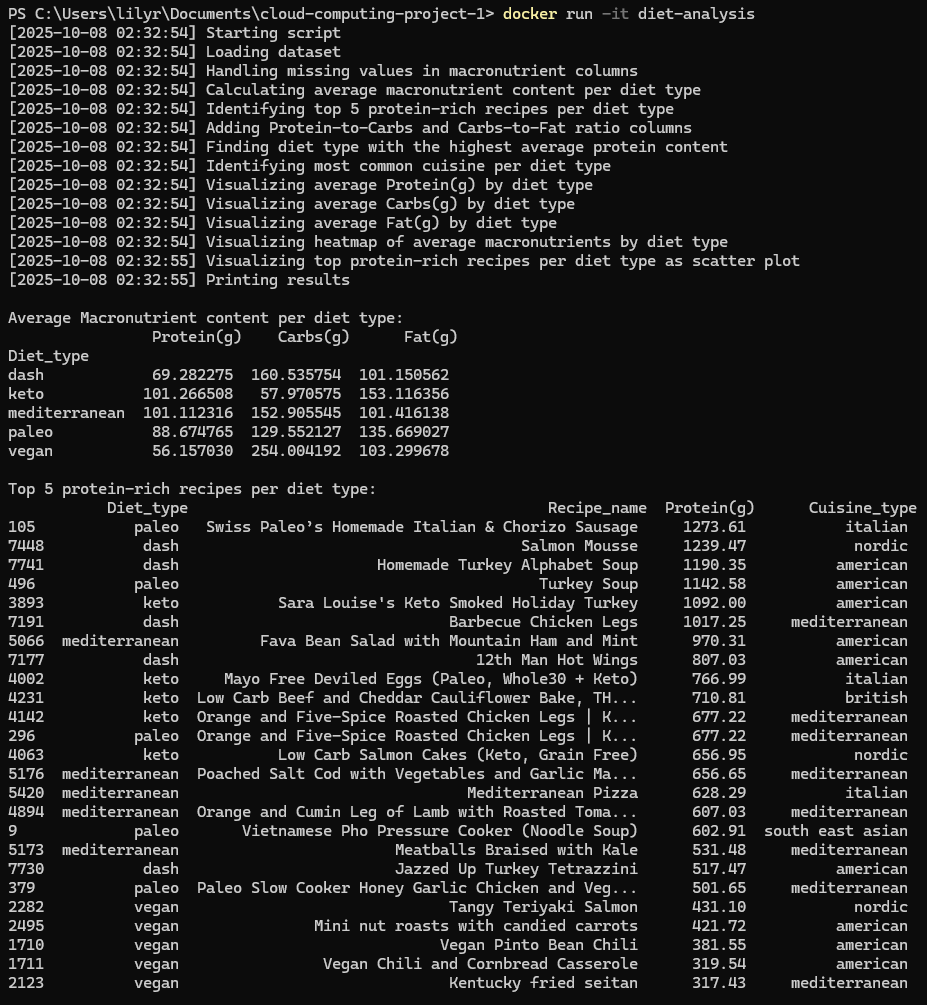 PS C:\Users\lilyr\Documents\cloud-computing-project-1> docker run -it diet-analysis
[2025-10-08 02:32:54] Starting script
[2025-10-08 02:32:54] Loading dataset
[2025-10-08 02:32:54] Handling missing values in macronutrient columns
[2025-10-08 02:32:54] Calculating average macronutrient content per diet type
[2025-10-08 02:32:54] Identifying top 5 protein-rich recipes per diet type
[2025-10-08 02:32:54] Adding Protein-to-Carbs and Carbs-to-Fat ratio columns
[2025-10-08 02:32:54] Finding diet type with the highest average protein content
[2025-10-08 02:32:54] Identifying most common cuisine per diet type
[2025-10-08 02:32:54] Visualizing average Protein(g) by diet type
[2025-10-08 02:32:54] Visualizing average Carbs(g) by diet type
[2025-10-08 02:32:54] Visualizing average Fat(g) by diet type
[2025-10-08 02:32:54] Visualizing heatmap of average macronutrients by diet type
[2025-10-08 02:32:55] Visualizing top protein-rich recipes per diet type as scatter plot
[2025-10-08 02:32:55] Printing results

Average Macronutrient content per diet type:
                Protein(g)    Carbs(g)      Fat(g)
Diet_type
dash             69.282275  160.535754  101.150562
keto            101.266508   57.970575  153.116356
mediterranean  101.112316  152.905545  101.416138
paleo            88.674765  129.552127  135.669027
vegan            56.157030  254.004192  103.299678

Top 5 protein-rich recipes per diet type:
          Diet_type                                        Recipe_name  Protein(g)      Cuisine_type
105           paleo   Swiss Paleo’s Homemade Italian & Chorizo Sausage     1273.61           italian
7448           dash                                      Salmon Mousse     1239.47            nordic
7741           dash                      Homemade Turkey Alphabet Soup     1190.35          american
496           paleo                                        Turkey Soup     1142.58          american
3893           keto           Sara Louise's Keto Smoked Holiday Turkey     1092.00          american
7191           dash                              Barbecue Chicken Legs     1017.25     mediterranean
5066  mediterranean         Fava Bean Salad with Mountain Ham and Mint      970.31          american
7177           dash                                 12th Man Hot Wings      807.03          american
4002           keto     Mayo Free Deviled Eggs (Paleo, Whole30 + Keto)      766.99           italian
4231           keto  Low Carb Beef and Cheddar Cauliflower Bake, TH...      710.81           british
4142           keto  Orange and Five-Spice Roasted Chicken Legs | K...      677.22     mediterranean
296           paleo  Orange and Five-Spice Roasted Chicken Legs | K...      677.22     mediterranean
4063           keto           Low Carb Salmon Cakes (Keto, Grain Free)      656.95            nordic
5176  mediterranean  Poached Salt Cod with Vegetables and Garlic Ma...      656.65     mediterranean
5420  mediterranean                                Mediterranean Pizza      628.29           italian
4894  mediterranean  Orange and Cumin Leg of Lamb with Roasted Toma...      607.03     mediterranean
9             paleo       Vietnamese Pho Pressure Cooker (Noodle Soup)      602.91  south east asian
5173  mediterranean                        Meatballs Braised with Kale      531.48     mediterranean
7730           dash                        Jazzed Up Turkey Tetrazzini      517.47          american
379           paleo  Paleo Slow Cooker Honey Garlic Chicken and Veg...      501.65     mediterranean
2282          vegan                              Tangy Teriyaki Salmon      431.10            nordic
2495          vegan               Mini nut roasts with candied carrots      421.72          american
1710          vegan                             Vegan Pinto Bean Chili      381.55          american
1711          vegan                Vegan Chili and Cornbread Casserole      319.54          american
2123          vegan                              Kentucky fried seitan      317.43     mediterranean